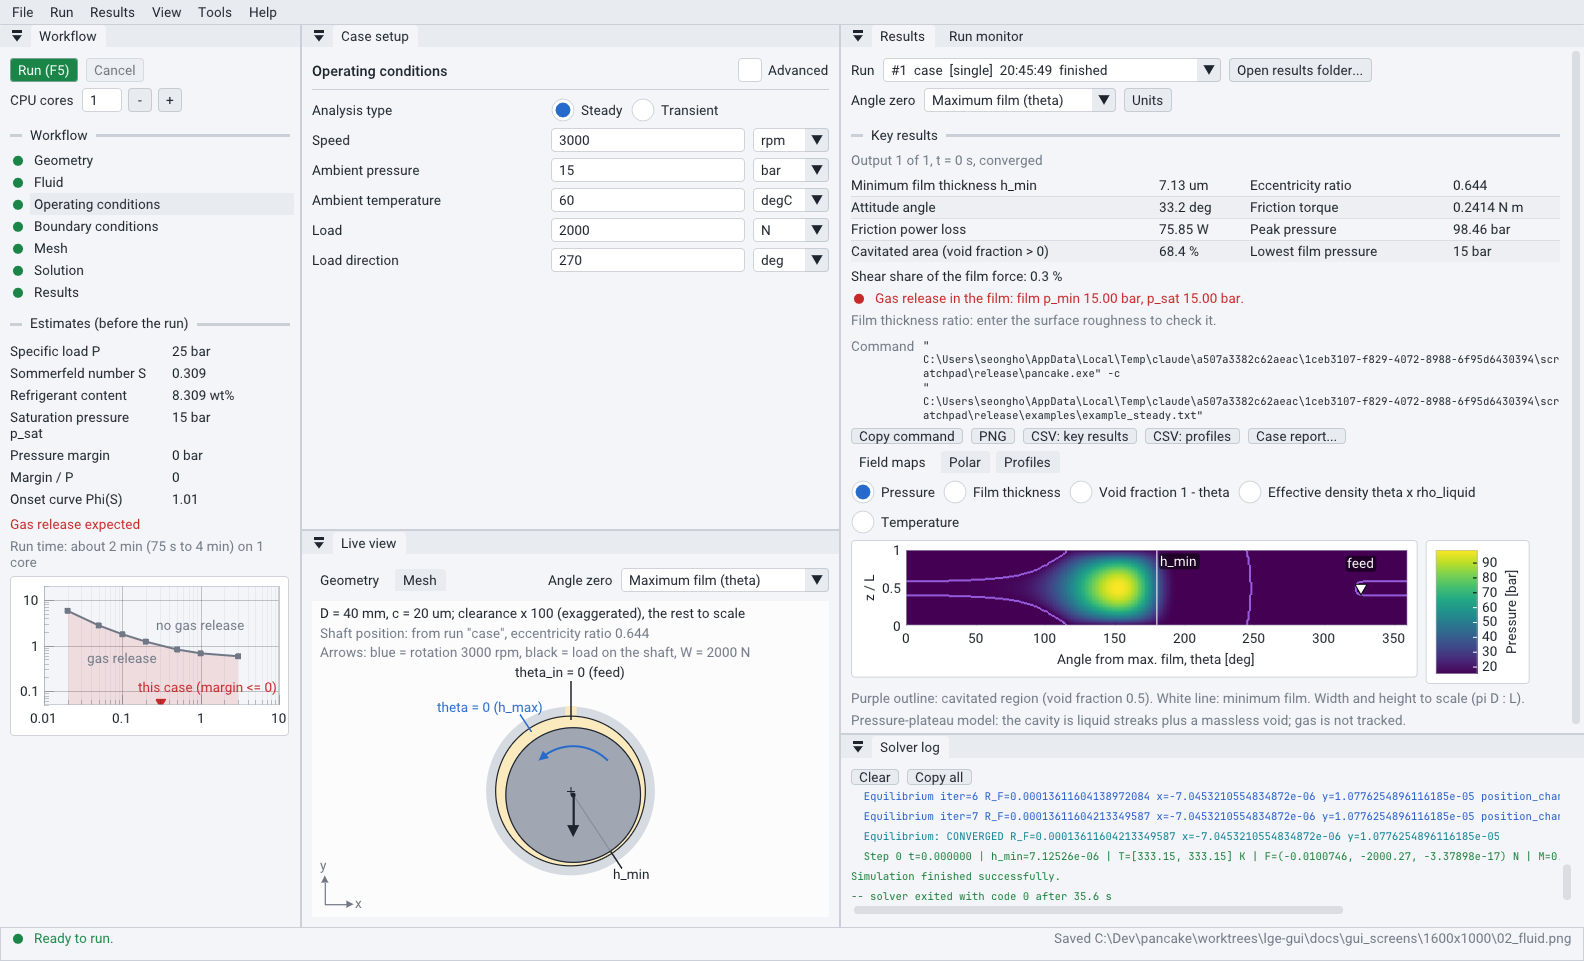 File Run Results View Tools Help
Workflow
Run (F5) Cancel
CPU cores 1 - +
Workflow
Geometry
Fluid
Operating conditions
Boundary conditions
Mesh
Solution
Results
Estimates (before the run)
Specific load P 25 bar
Sommerfeld number S 0.309
Refrigerant content 8.309 wt%
Saturation pressure 15 bar
p_sat
Pressure margin 0 bar
Margin / P 0
Onset curve Phi(S) 1.01
Gas release expected
Run time: about 2 min (75 s to 4 min) on 1
core
10
no gas release
1
gas release
this case (margin <= 0)
0.1
0.01 0.1 1 10
Case setup
Operating conditions Advanced
Analysis type Steady Transient
Speed 3000 rpm
Ambient pressure 15 bar
Ambient temperature 60 degC
Load 2000 N
Load direction 270 deg
Live view
Geometry Mesh Angle zero Maximum film (theta)
D = 40 mm, c = 20 um; clearance x 100 (exaggerated), the rest to scale
Shaft position: from run "case", eccentricity ratio 0.644
Arrows: blue = rotation 3000 rpm, black = load on the shaft, W = 2000 N
theta_in = 0 (feed)
theta = 0 (h_max)
h_min
y
x
Results Run monitor
Run #1 case [single] 20:45:49 finished Open results folder...
Angle zero Maximum film (theta) Units
Key results
Output 1 of 1, t = 0 s, converged
Minimum film thickness h_min 7.13 um Eccentricity ratio 0.644
Attitude angle 33.2 deg Friction torque 0.2414 N m
Friction power loss 75.85 W Peak pressure 98.46 bar
Cavitated area (void fraction > 0) 68.4 % Lowest film pressure 15 bar
Shear share of the film force: 0.3 %
Gas release in the film: film p_min 15.00 bar, p_sat 15.00 bar.
Film thickness ratio: enter the surface roughness to check it.
Command "
C:\Users\seongho\AppData\Local\Temp\claude\a507a3382c62aeac\1ceb3107-f829-4072-8988-6f95d6430394\scr
atchpad\release\pancake.exe" -c
"
C:\Users\seongho\AppData\Local\Temp\claude\a507a3382c62aeac\1ceb3107-f829-4072-8988-6f95d6430394\scr
atchpad\release\examples\example_steady.txt"
Copy command PNG CSV: key results CSV: profiles Case report...
Field maps Polar Profiles
Pressure Film thickness Void fraction 1 - theta Effective density theta x rho_liquid
Temperature
1
0.5
0
z / L
h_min
feed
0 50 100 150 200 250 300 350
Angle from max. film, theta [deg]
90
80
70
60
50
40
30
20
Pressure [bar]
Purple outline: cavitated region (void fraction 0.5). White line: minimum film. Width and height to scale (pi D : L).
Pressure-plateau model: the cavity is liquid streaks plus a massless void; gas is not tracked.
Solver log
Clear Copy all
Equilibrium iter=6 R_F=0.00013611604138972084 x=-7.0453210554834872e-06 y=1.0776254896116185e-05 position_char
Equilibrium iter=7 R_F=0.00013611604213349587 x=-7.0453210554834872e-06 y=1.0776254896116185e-05 position_char
Equilibrium: CONVERGED R_F=0.00013611604213349587 x=-7.0453210554834872e-06 y=1.0776254896116185e-05
Step 0 t=0.000000 | h_min=7.12526e-06 | T=[333.15, 333.15] K | F=(-0.0100746, -2000.27, -3.37898e-17) N | M=0.
Simulation finished successfully.
-- solver exited with code 0 after 35.6 s
Ready to run.
Saved C:\Dev\pancake\worktrees\lge-gui\docs\gui_screens\1600x1000\02_fluid.png